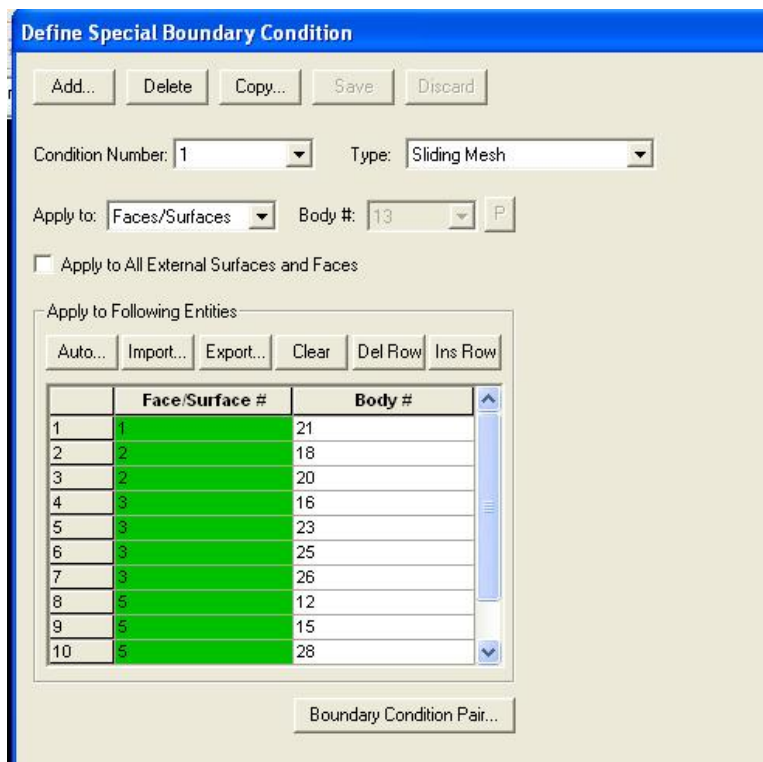 Define Special Boundary Condition
Add... Delete Copy... Save Discard
Condition Number: 1 Type: Sliding Mesh
Apply to: Faces/Surfaces Body #: 13 P
Apply to All External Surfaces and Faces
Apply to Following Entities
Auto... Import... Export... Clear Del Row Ins Row
Face/Surface # Body #
1 1 21
2 2 18
3 2 20
4 3 16
5 3 23
6 3 25
7 3 26
8 5 12
9 5 15
10 5 28
Boundary Condition Pair...